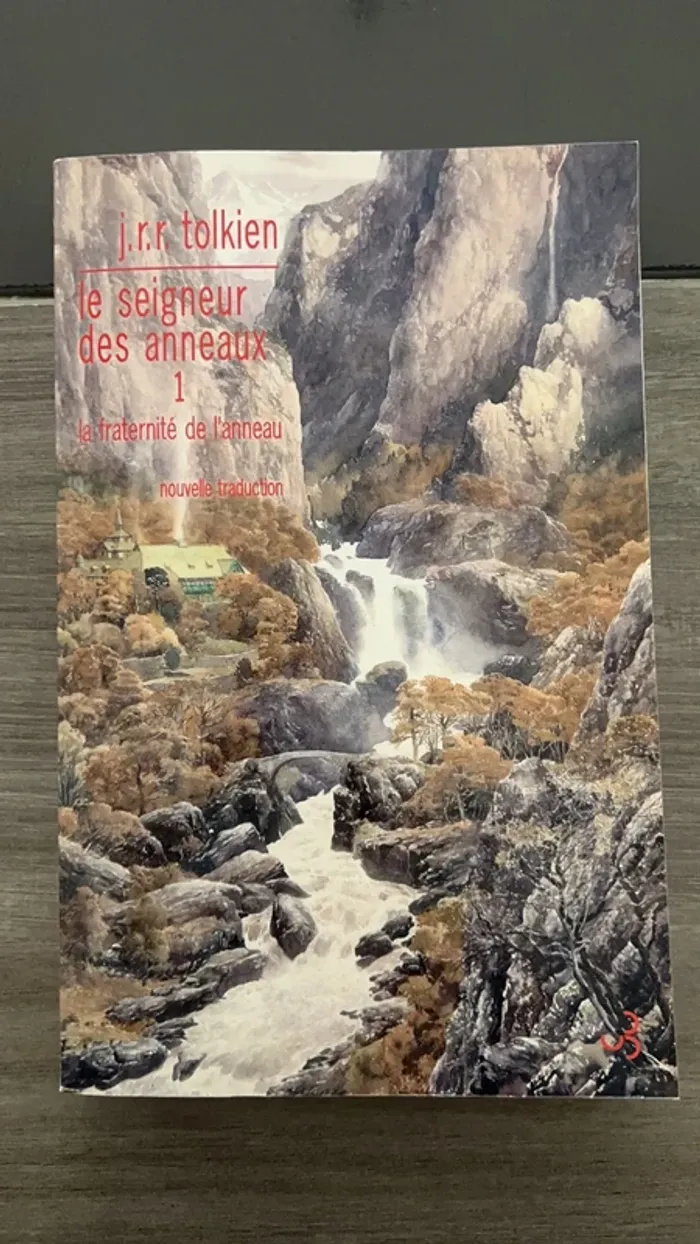 j.r.r. tolkien
le seigneur
des anneaux
1
la fraternité de l'anneau
nouvelle traduction